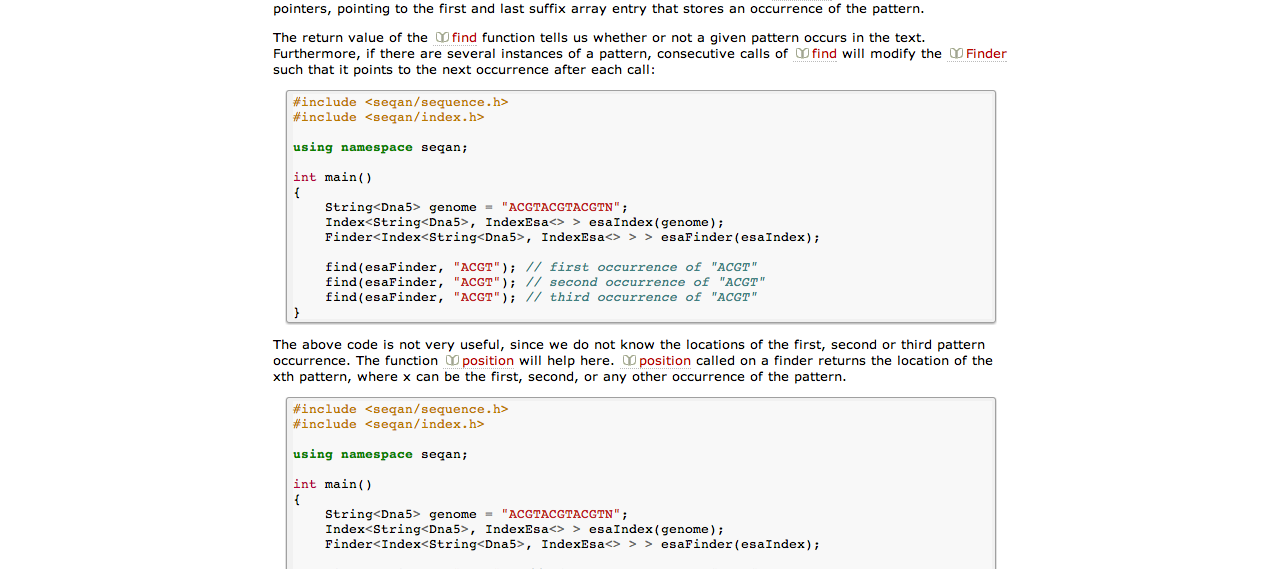 pointers, pointing to the first and last suffix array entry that stores an occurrence of the pattern.
The return value of the find function tells us whether or not a given pattern occurs in the text.
Furthermore, if there are several instances of a pattern, consecutive calls of find will modify the Finder
such that it points to the next occurrence after each call:
#include <seqan/sequence.h>
#include <seqan/index.h>
using namespace seqan;
int main()
{
    String<Dna5> genome = "ACGTACGTACGTN";
    Index<String<Dna5>, IndexEsa<> > esaIndex(genome);
    Finder<Index<String<Dna5>, IndexEsa<> > > esaFinder(esaIndex);
    find(esaFinder, "ACGT"); // first occurrence of "ACGT"
    find(esaFinder, "ACGT"); // second occurrence of "ACGT"
    find(esaFinder, "ACGT"); // third occurrence of "ACGT"
}
The above code is not very useful, since we do not know the locations of the first, second or third pattern
occurrence. The function position will help here. position called on a finder returns the location of the
xth pattern, where x can be the first, second, or any other occurrence of the pattern.
#include <seqan/sequence.h>
#include <seqan/index.h>
using namespace seqan;
int main()
{
    String<Dna5> genome = "ACGTACGTACGTN";
    Index<String<Dna5>, IndexEsa<> > esaIndex(genome);
    Finder<Index<String<Dna5>, IndexEsa<> > > esaFinder(esaIndex);